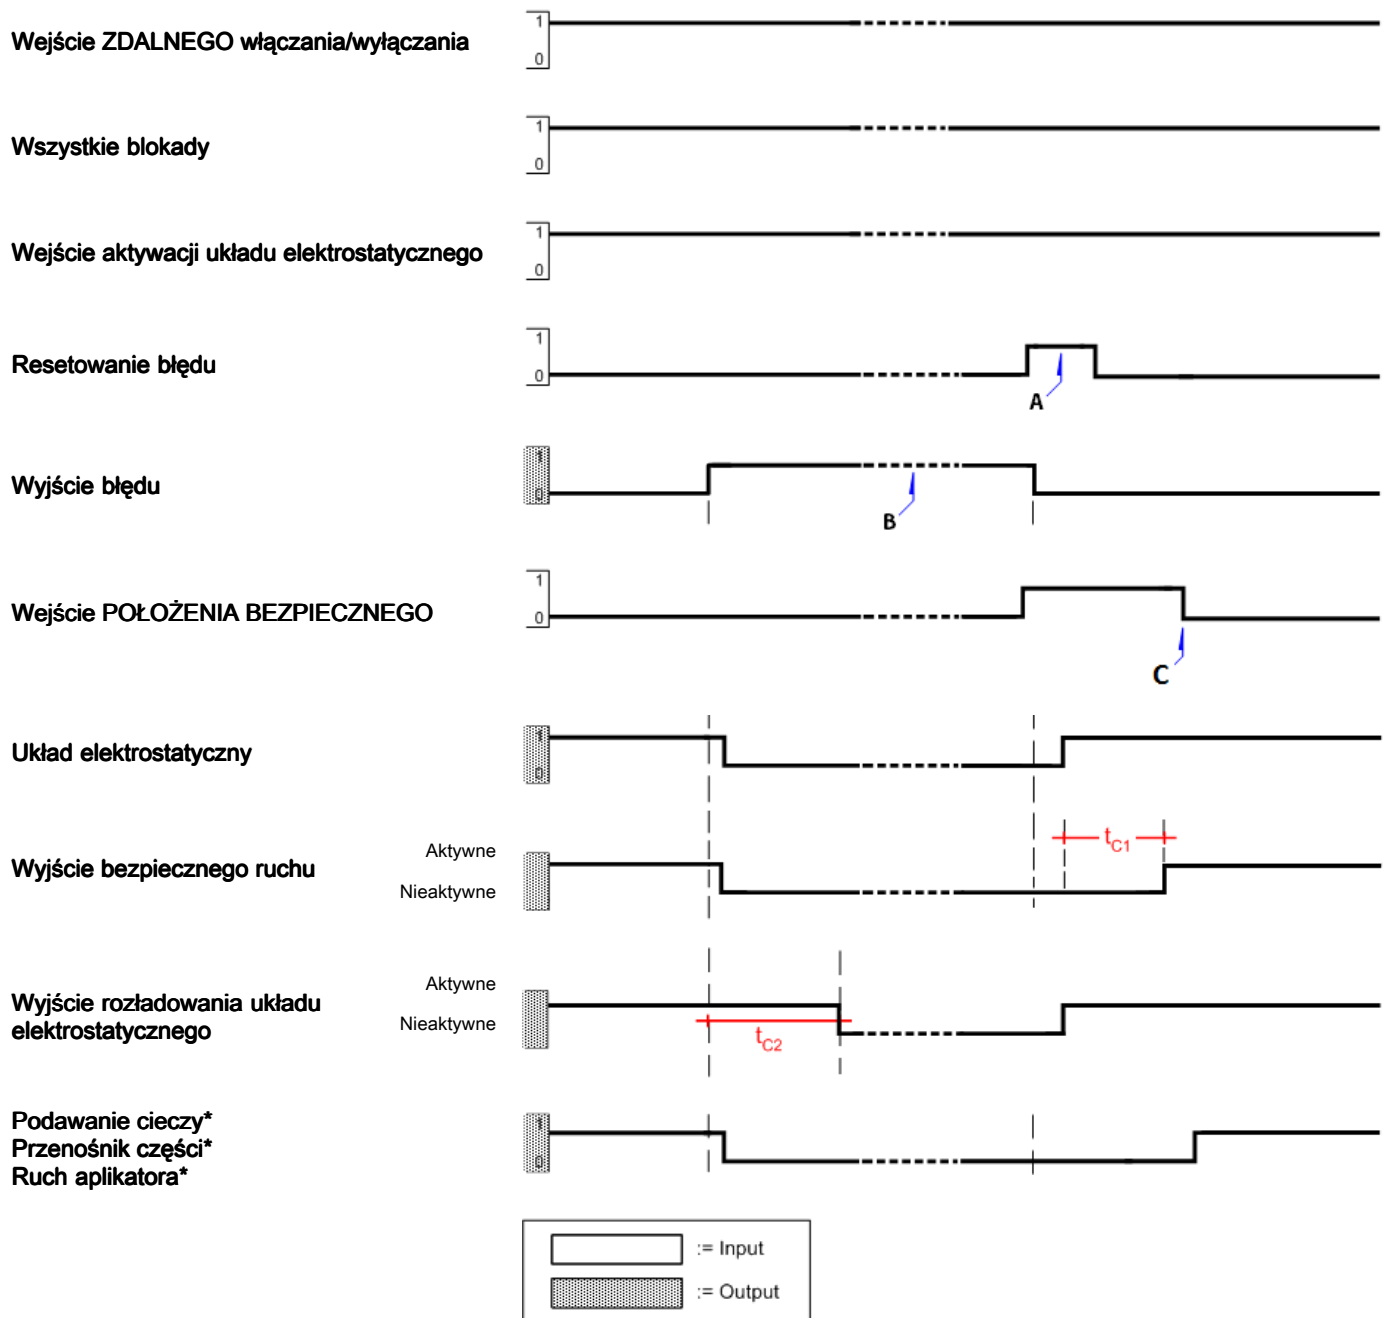 Wejście ZDALNEGO włączania/wyłączania
1
0
Wszystkie blokady
1
0
Wejście aktywacji układu elektrostatycznego
1
0
Resetowanie błędu
1
0
A
Wyjście błędu
1
0
B
Wejście POŁOŻENIA BEZPIECZNEGO
1
0
C
Układ elektrostatyczny
1
0
Wyjście bezpiecznego ruchu
Aktywne
Nieaktywne
tC1
Wyjście rozładowania układu
elektrostatycznego
Aktywne
Nieaktywne
tC2
Podawanie cieczy*
Przenośnik części*
Ruch aplikatora*
1
0
:= Input
:= Output